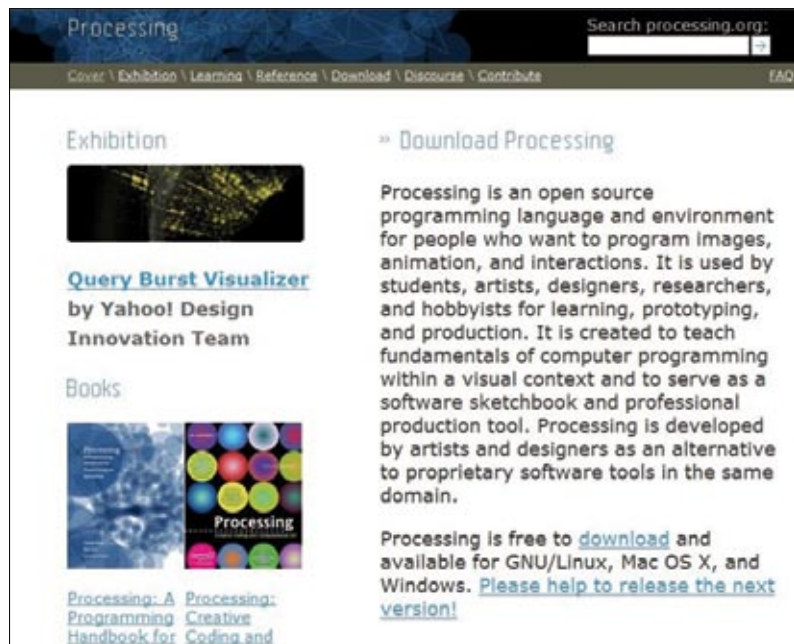 Processing
Search processing.org:
Cover \ Exhibition \ Learning \ Reference \ Download \ Discourse \ Contribute
FAQ
Exhibition
Query Burst Visualizer
by Yahoo! Design
Innovation Team
Books
Processing
Processing
Processing: A
Programming
Handbook for
Processing:
Creative
Coding and
» Download Processing
Processing is an open source
programming language and environment
for people who want to program images,
animation, and interactions. It is used by
students, artists, designers, researchers,
and hobbyists for learning, prototyping,
and production. It is created to teach
fundamentals of computer programming
within a visual context and to serve as a
software sketchbook and professional
production tool. Processing is developed
by artists and designers as an alternative
to proprietary software tools in the same
domain.
Processing is free to download and
available for GNU/Linux, Mac OS X, and
Windows. Please help to release the next
version!